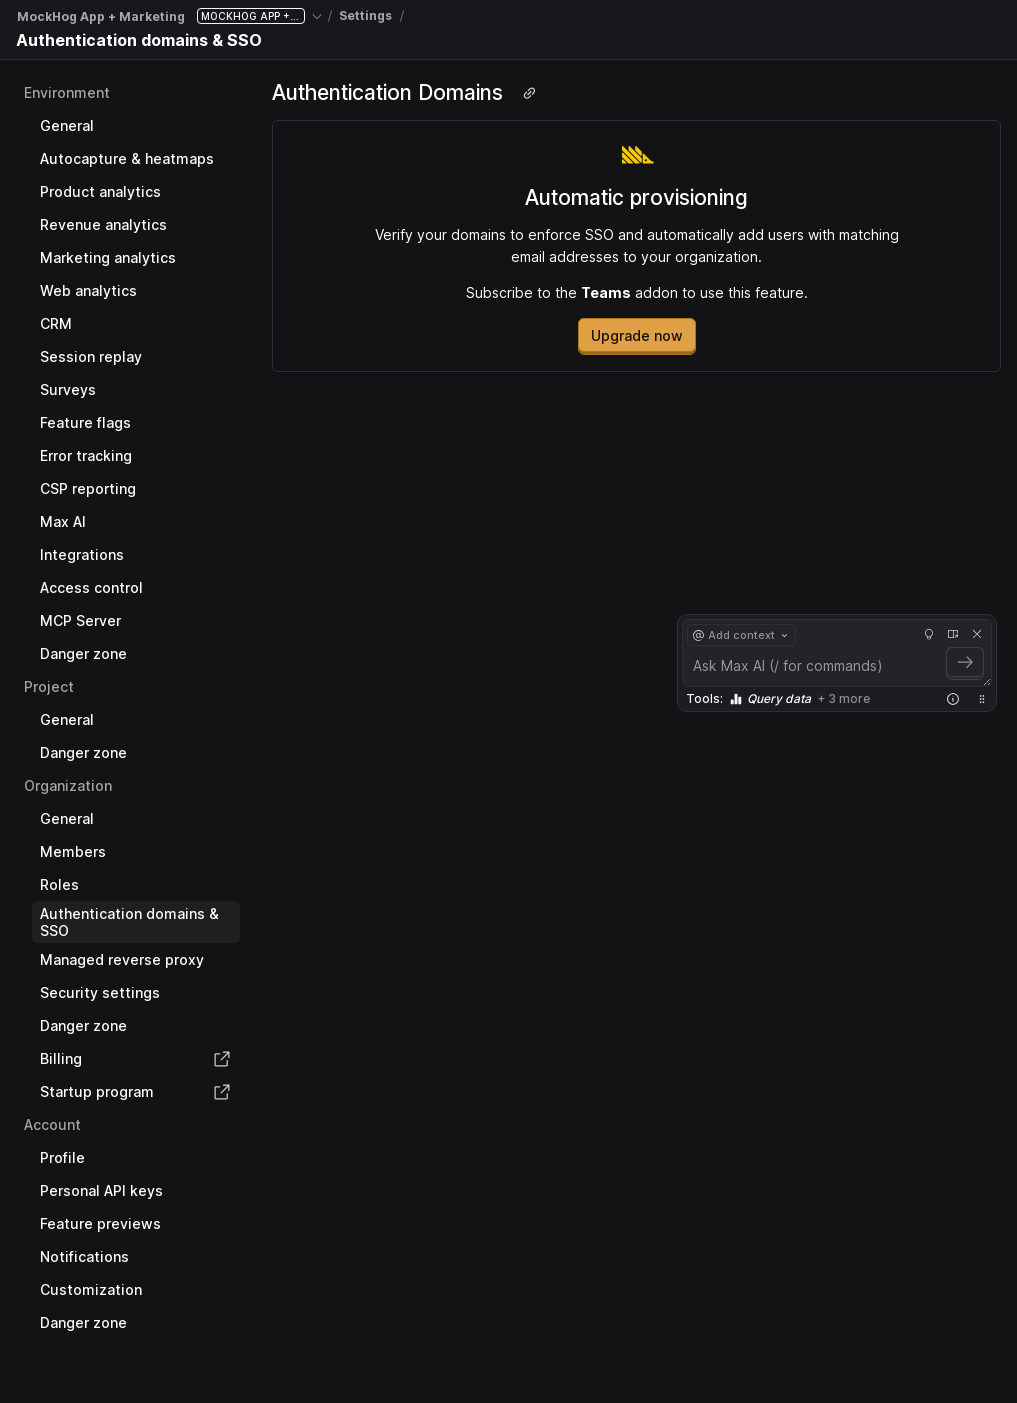 MockHog App + Marketing MOCKHOG APP +... / Settings /
Authentication domains & SSO
Environment
General
Autocapture & heatmaps
Product analytics
Revenue analytics
Marketing analytics
Web analytics
CRM
Session replay
Surveys
Feature flags
Error tracking
CSP reporting
Max AI
Integrations
Access control
MCP Server
Danger zone
Project
General
Danger zone
Organization
General
Members
Roles
Authentication domains &
SSO
Managed reverse proxy
Security settings
Danger zone
Billing
Startup program
Account
Profile
Personal API keys
Feature previews
Notifications
Customization
Danger zone
Authentication Domains
Automatic provisioning
Verify your domains to enforce SSO and automatically add users with matching
email addresses to your organization.
Subscribe to the Teams addon to use this feature.
Upgrade now
@ Add context
Ask Max AI (/ for commands)
Tools: Query data + 3 more